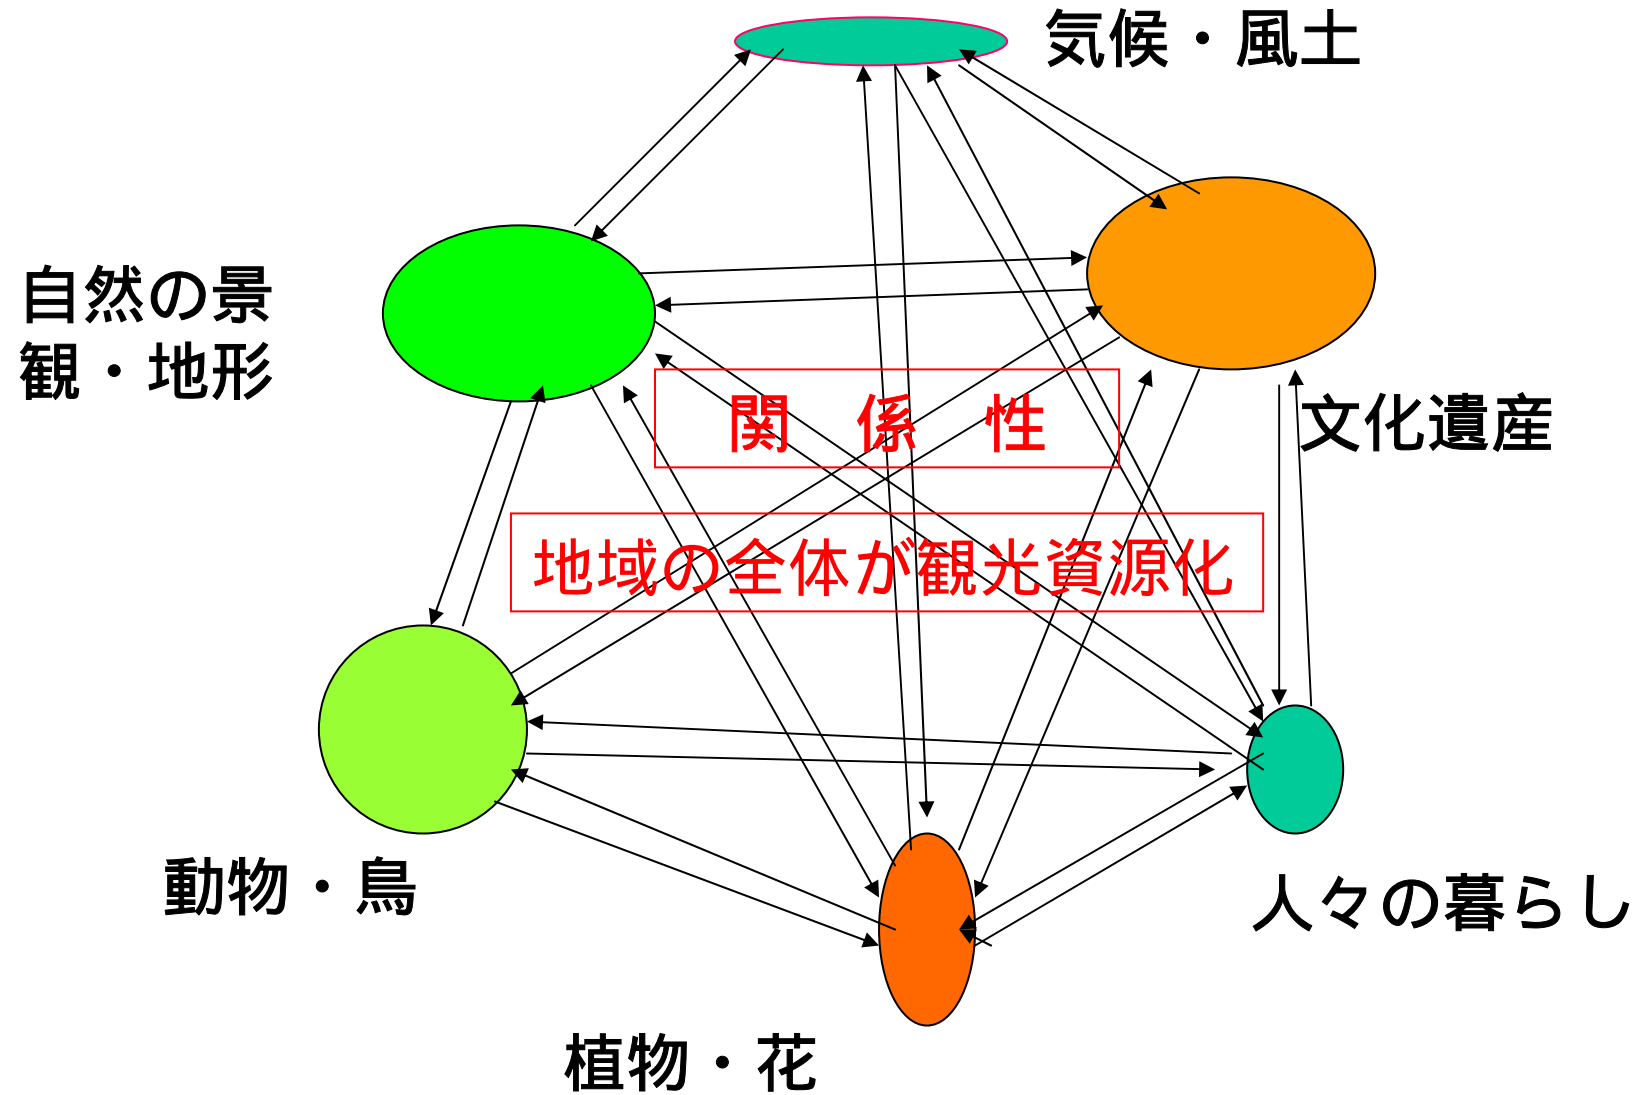 気候・風土
自然の景
観・地形
関　係　性
文化遺産
地域の全体が観光資源化
動物・鳥
人々の暮らし
植物・花